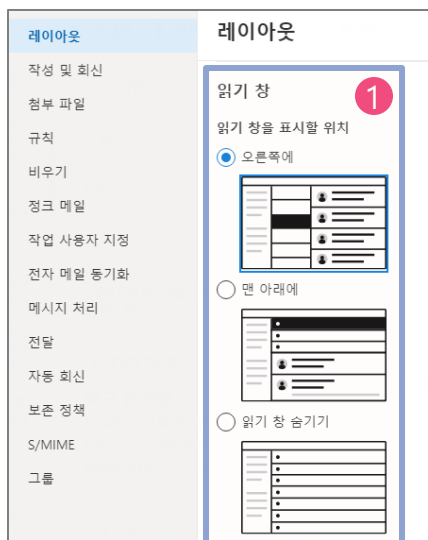 레이아웃
작성 및 회신
첨부 파일
규칙
비우기
정크 메일
작업 사용자 지정
전자 메일 동기화
메시지 처리
전달
자동 회신
보존 정책
S/MIME
그룹
레이아웃
읽기 창
1
읽기 창을 표시할 위치
오른쪽에
맨 아래에
읽기 창 숨기기